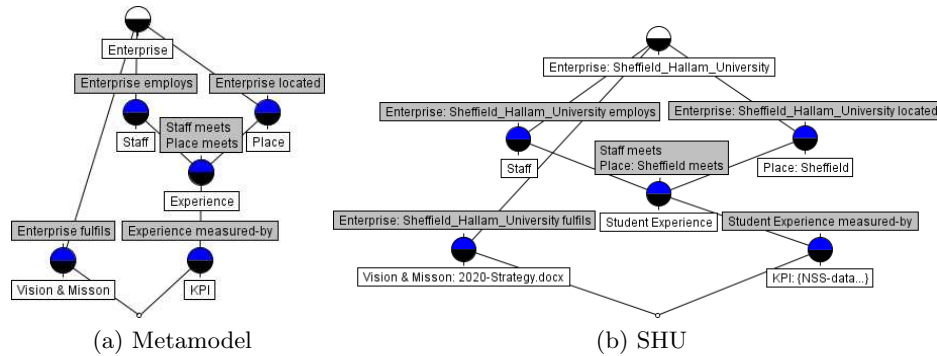 Enterprise
Enterprise employs
Enterprise located
Staff
Staff meets
Place meets
Place
Experience
Enterprise fulfils
Experience measured-by
Vision & Misson
KPI
(a) Metamodel
Enterprise: Sheffield_Hallam_University
Enterprise: Sheffield_Hallam_University employs
Enterprise: Sheffield_Hallam_University located
Staff
Staff meets
Place: Sheffield meets
Place: Sheffield
Student Experience
Enterprise: Sheffield_Hallam_University fulfils
Student Experience measured-by
Vision & Misson: 2020-Strategy.docx
KPI: {NSS-data...}
(b) SHU